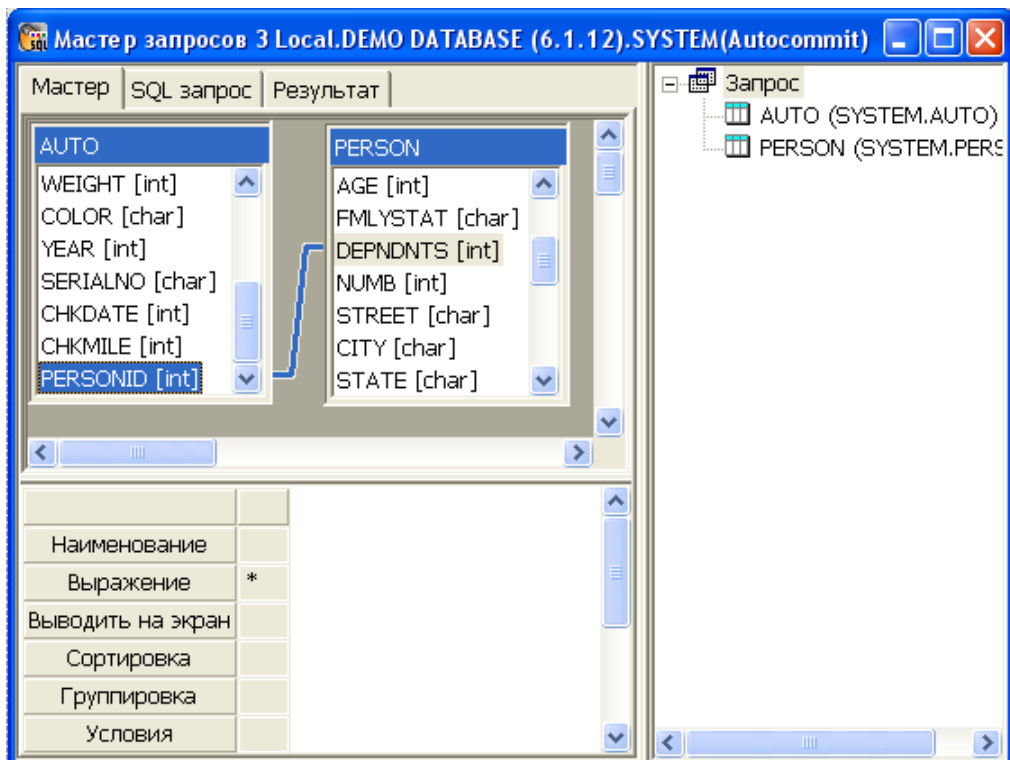 Мастер запросов 3 Local.DEMO DATABASE (6.1.12).SYSTEM(Autocommit)
Мастер
SQL запрос
Результат
AUTO
WEIGHT [int]
COLOR [char]
YEAR [int]
SERIALNO [char]
CHKDATE [int]
CHKMILE [int]
PERSONID [int]
PERSON
AGE [int]
FMLYSTAT [char]
DEPNDNTS [int]
NUMB [int]
STREET [char]
CITY [char]
STATE [char]
Наименование
Выражение *
Выводить на экран
Сортировка
Группировка
Условия
Запрос
AUTO (SYSTEM.AUTO)
PERSON (SYSTEM.PERS